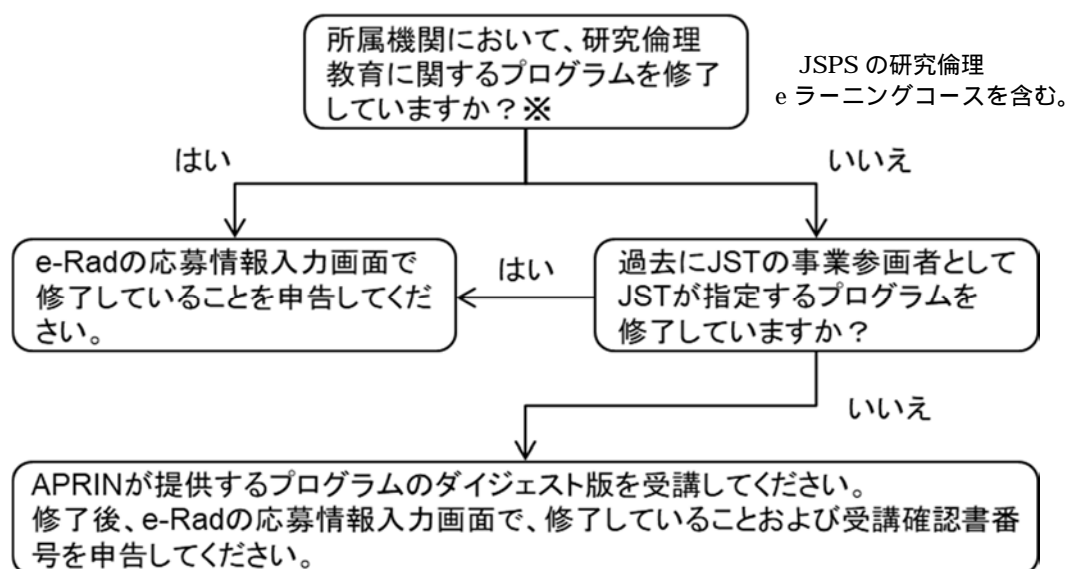 所属機関において、研究倫理
教育に関するプログラムを修了
していますか？※
JSPS の研究倫理
e ラーニングコースを含む。
はい
いいえ
e-Radの応募情報入力画面で
修了していることを申告してくだ
さい。
はい
過去にJSTの事業参画者として
JSTが指定するプログラムを
修了していますか？
いいえ
APRINが提供するプログラムのダイジェスト版を受講してください。
修了後、e-Radの応募情報入力画面で、修了していることおよび受講確認書番
号を申告してください。